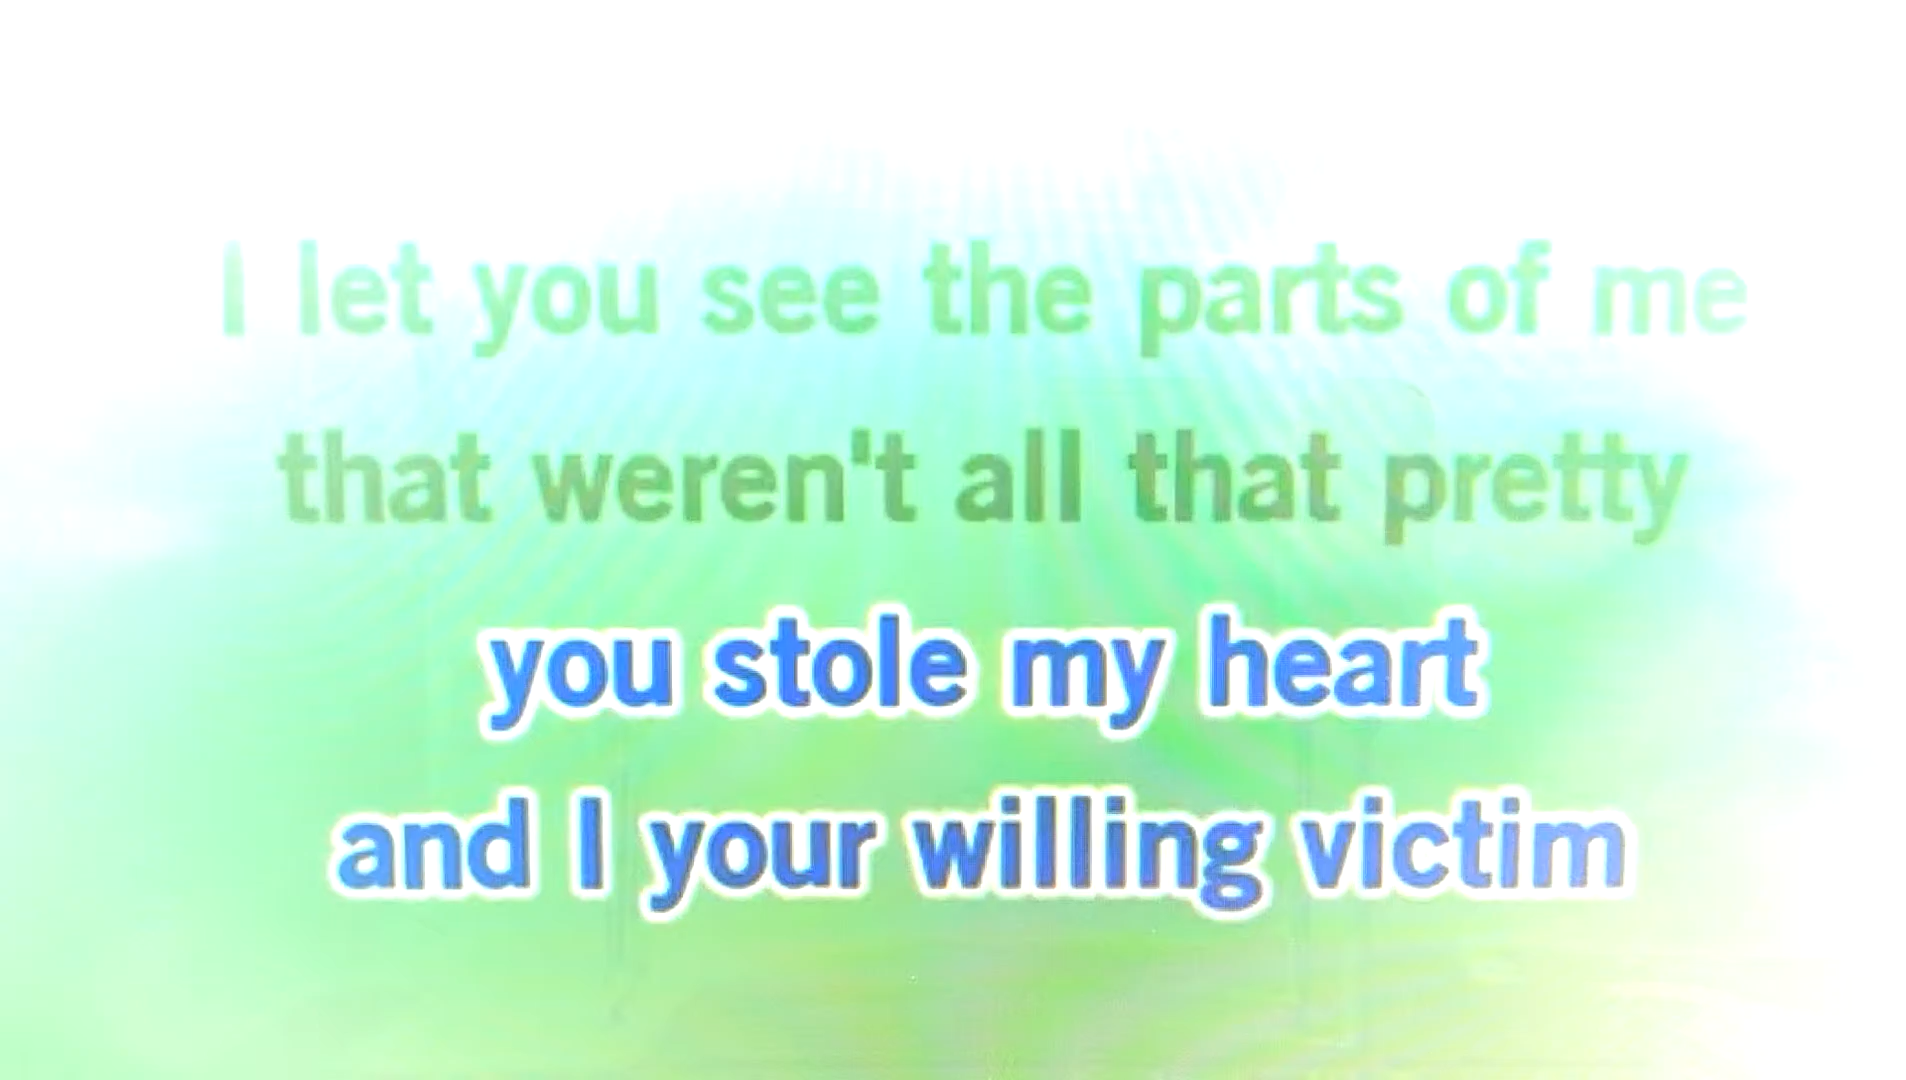 I let you see the parts of me
that weren't all that pretty
you stole my heart
and I your willing victim